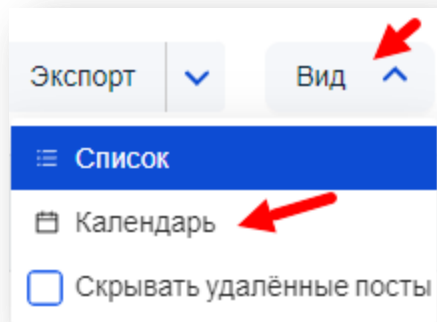 Экспорт Вид
Список
Календарь
Скрывать удалённые посты